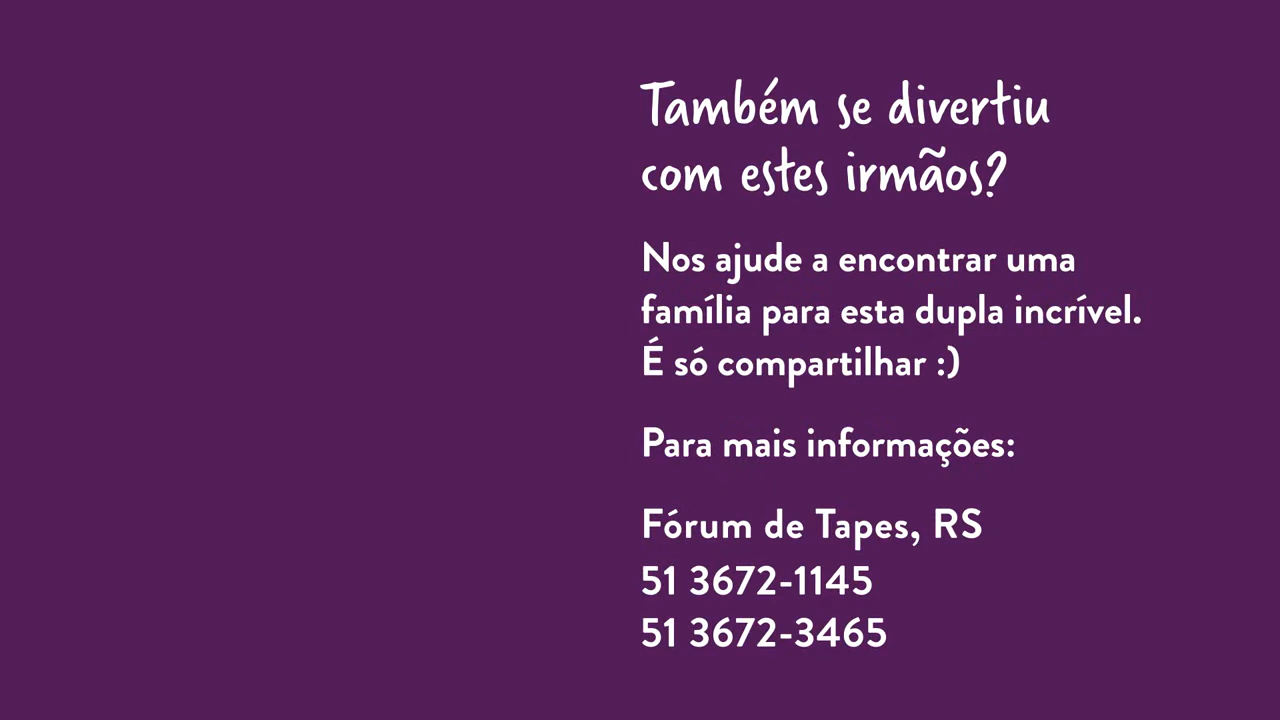 Também se divertiu
com estes irmãos?
Nos ajude a encontrar uma
família para esta dupla incrível.
É só compartilhar :)
Para mais informações:
Fórum de Tapes, RS
51 3672-1145
51 3672-3465